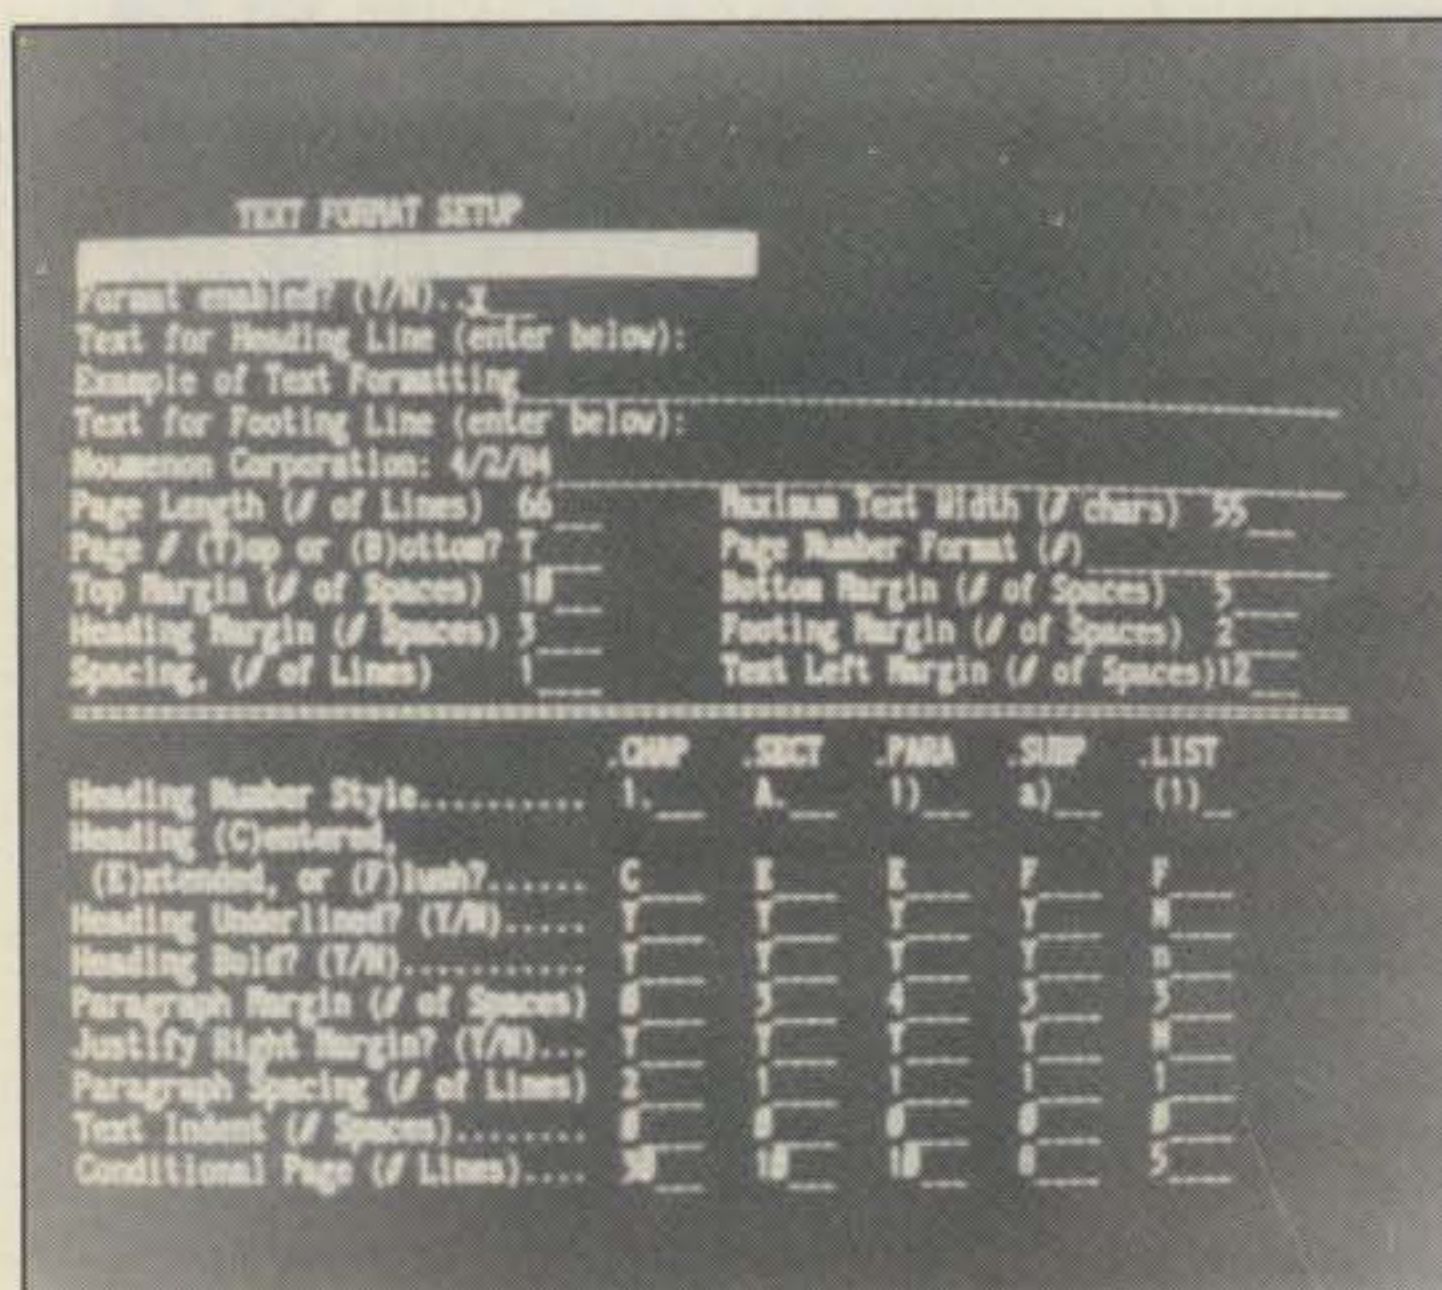 TEXT FORMAT SETUP
Format enabled? (Y/N)..y___
Text for Heading Line (enter below):
Example of Text Formatting
Text for Footing Line (enter below):
Noumenon Corporation: 4/2/84
Page Length (# of Lines) 66 Maximum Text Width (# chars) 55
Page # (T)op or (B)ottom? T Page Number Format (#)
Top Margin (# of Spaces) 10 Bottom Margin (# of Spaces) 5
Heading Margin (# Spaces) 3 Footing Margin (# of Spaces) 2
Spacing, (# of Lines) 1 Text Left Margin (# of Spaces)12
.CHAP .SECT .PARA .SUBP .LIST
Heading Number Style.......... 1. A. 1) a) (1)
Heading (C)entered,
(E)xtended, or (F)lush?...... C E E F F
Heading Underlined? (Y/N)..... Y Y Y Y N
Heading Bold? (Y/N)........... Y Y Y Y n
Paragraph Margin (# of Spaces) 3 4 3 3
Justify Right Margin? (Y/N)... Y Y Y Y N
Paragraph Spacing (# of Lines) 2 1 1 1 1
Text Indent (# Spaces)........ 0 0 0 0 0
Conditional Page (# Lines).... 10 10 5